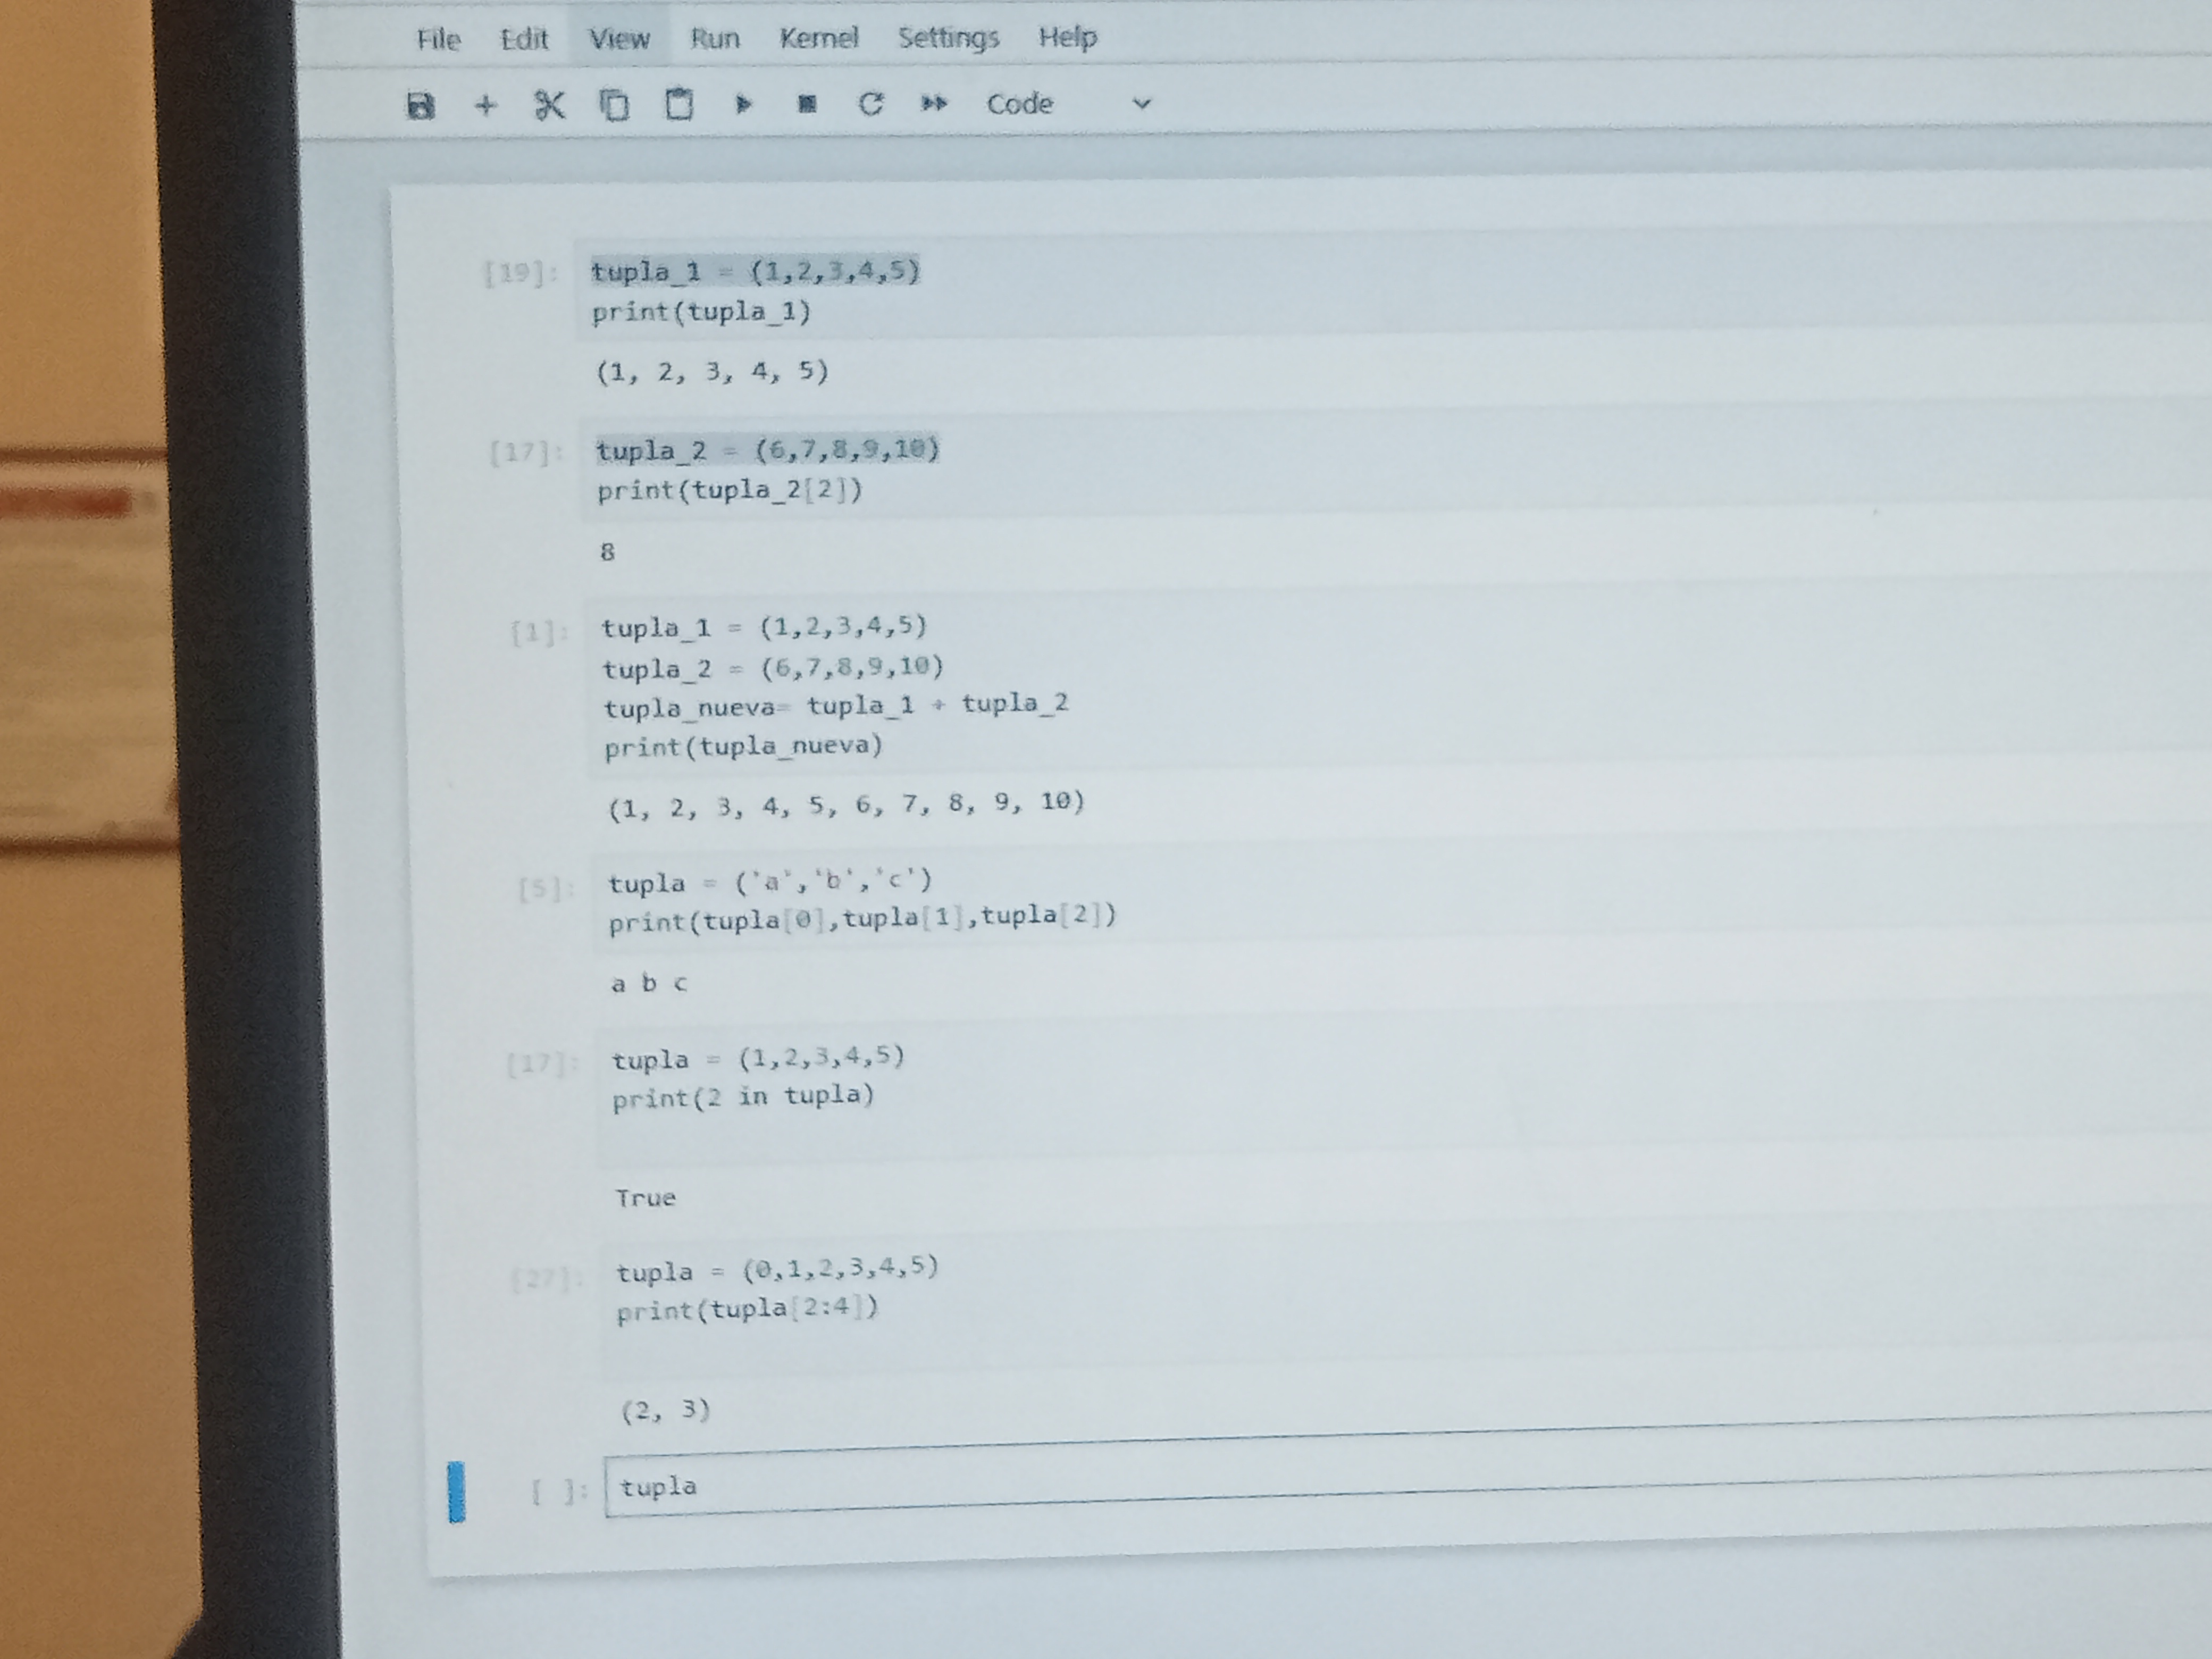 File Edit View Run Kernel Settings Help
Code
[19]: tupla_1 = (1,2,3,4,5)
print(tupla_1)
(1, 2, 3, 4, 5)
[17]: tupla_2 = (6,7,8,9,10)
print(tupla_2[2])
8
[1]: tupla_1 = (1,2,3,4,5)
tupla_2 = (6,7,8,9,10)
tupla_nueva= tupla_1 + tupla_2
print(tupla_nueva)
(1, 2, 3, 4, 5, 6, 7, 8, 9, 10)
[5]: tupla = ('a','b','c')
print(tupla[0],tupla[1],tupla[2])
a b c
[17]: tupla = (1,2,3,4,5)
print(2 in tupla)
True
[27]: tupla = (0,1,2,3,4,5)
print(tupla[2:4])
(2, 3)
[ ]: tupla